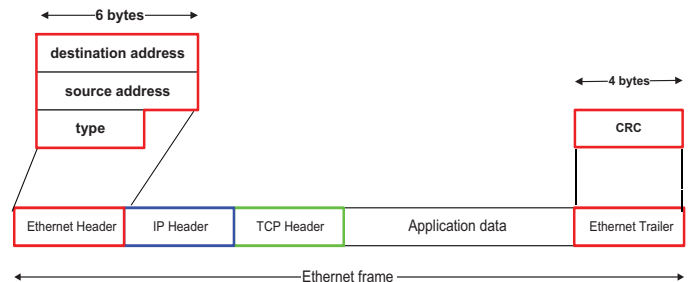 6 bytes
destination address
source address
type
4 bytes
CRC
Ethernet Header
IP Header
TCP Header
Application data
Ethernet Trailer
Ethernet frame